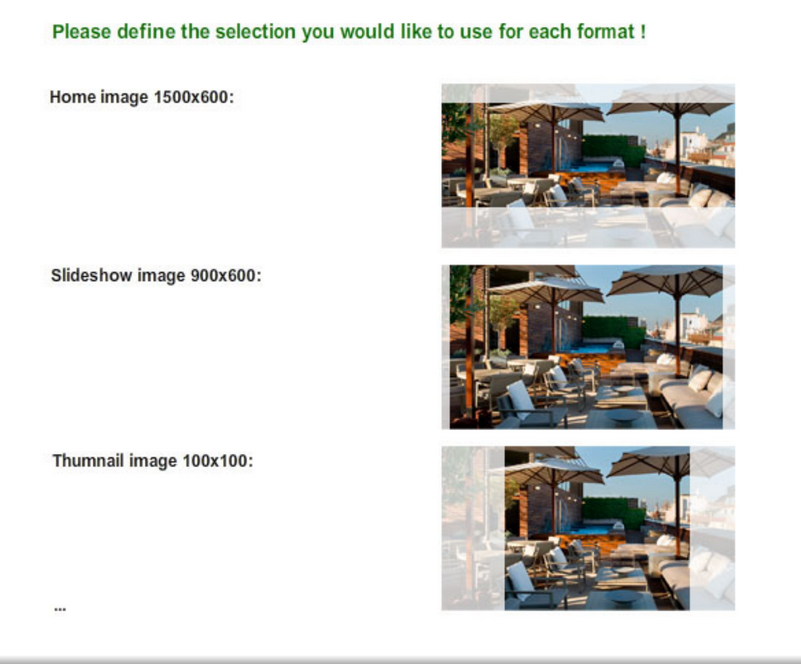 Please define the selection you would like to use for each format !
Home image 1500x600:
Slideshow image 900x600:
Thumnail image 100x100:
...